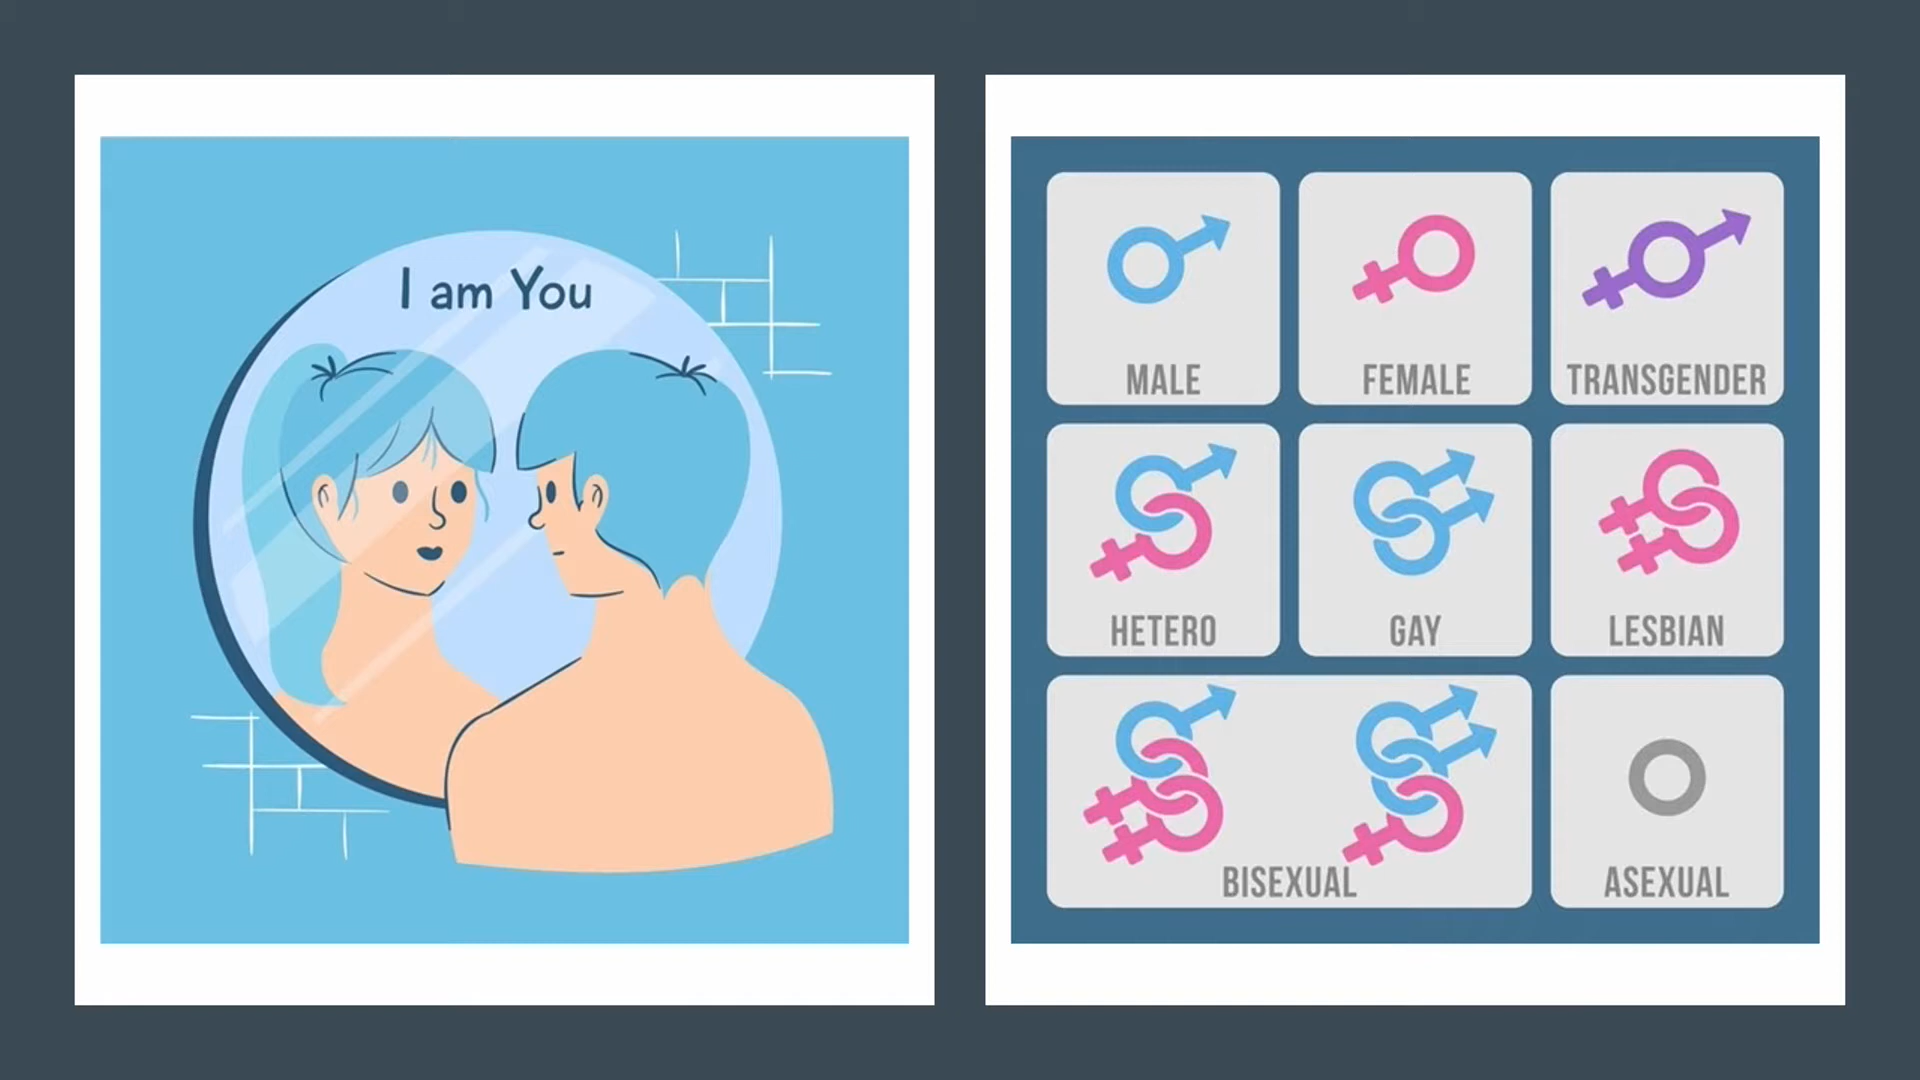 I am You
MALE
FEMALE
TRANSGENDER
HETERO
GAY
LESBIAN
BISEXUAL
ASEXUAL